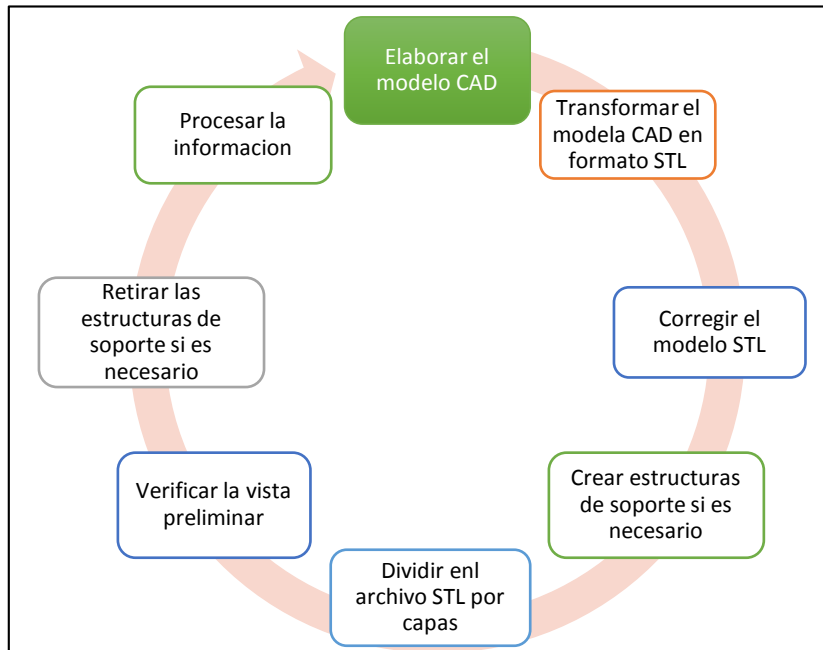 Elaborar el
modelo CAD
Transformar el
modela CAD en
formato STL
Corregir el
modelo STL
Crear estructuras
de soporte si es
necesario
Dividir enl
archivo STL por
capas
Verificar la vista
preliminar
Retirar las
estructuras de
soporte si es
necesario
Procesar la
informacion